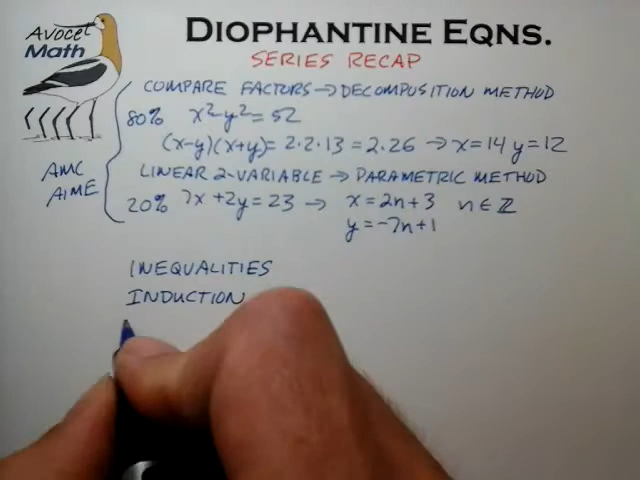 Avocet
Math
DIOPHANTINE EQNS.
SERIES RECAP
COMPARE FACTORS → DECOMPOSITION METHOD
80% x²-y²=52
(x-y)(x+y)= 2·2·13 = 2·26 → x=14 y=12
AMC
AIME
LINEAR 2-VARIABLE → PARAMETRIC METHOD
20% 7x+2y=23 → x=2n+3 n∈ℤ
y=-7n+1
INEQUALITIES
INDUCTION